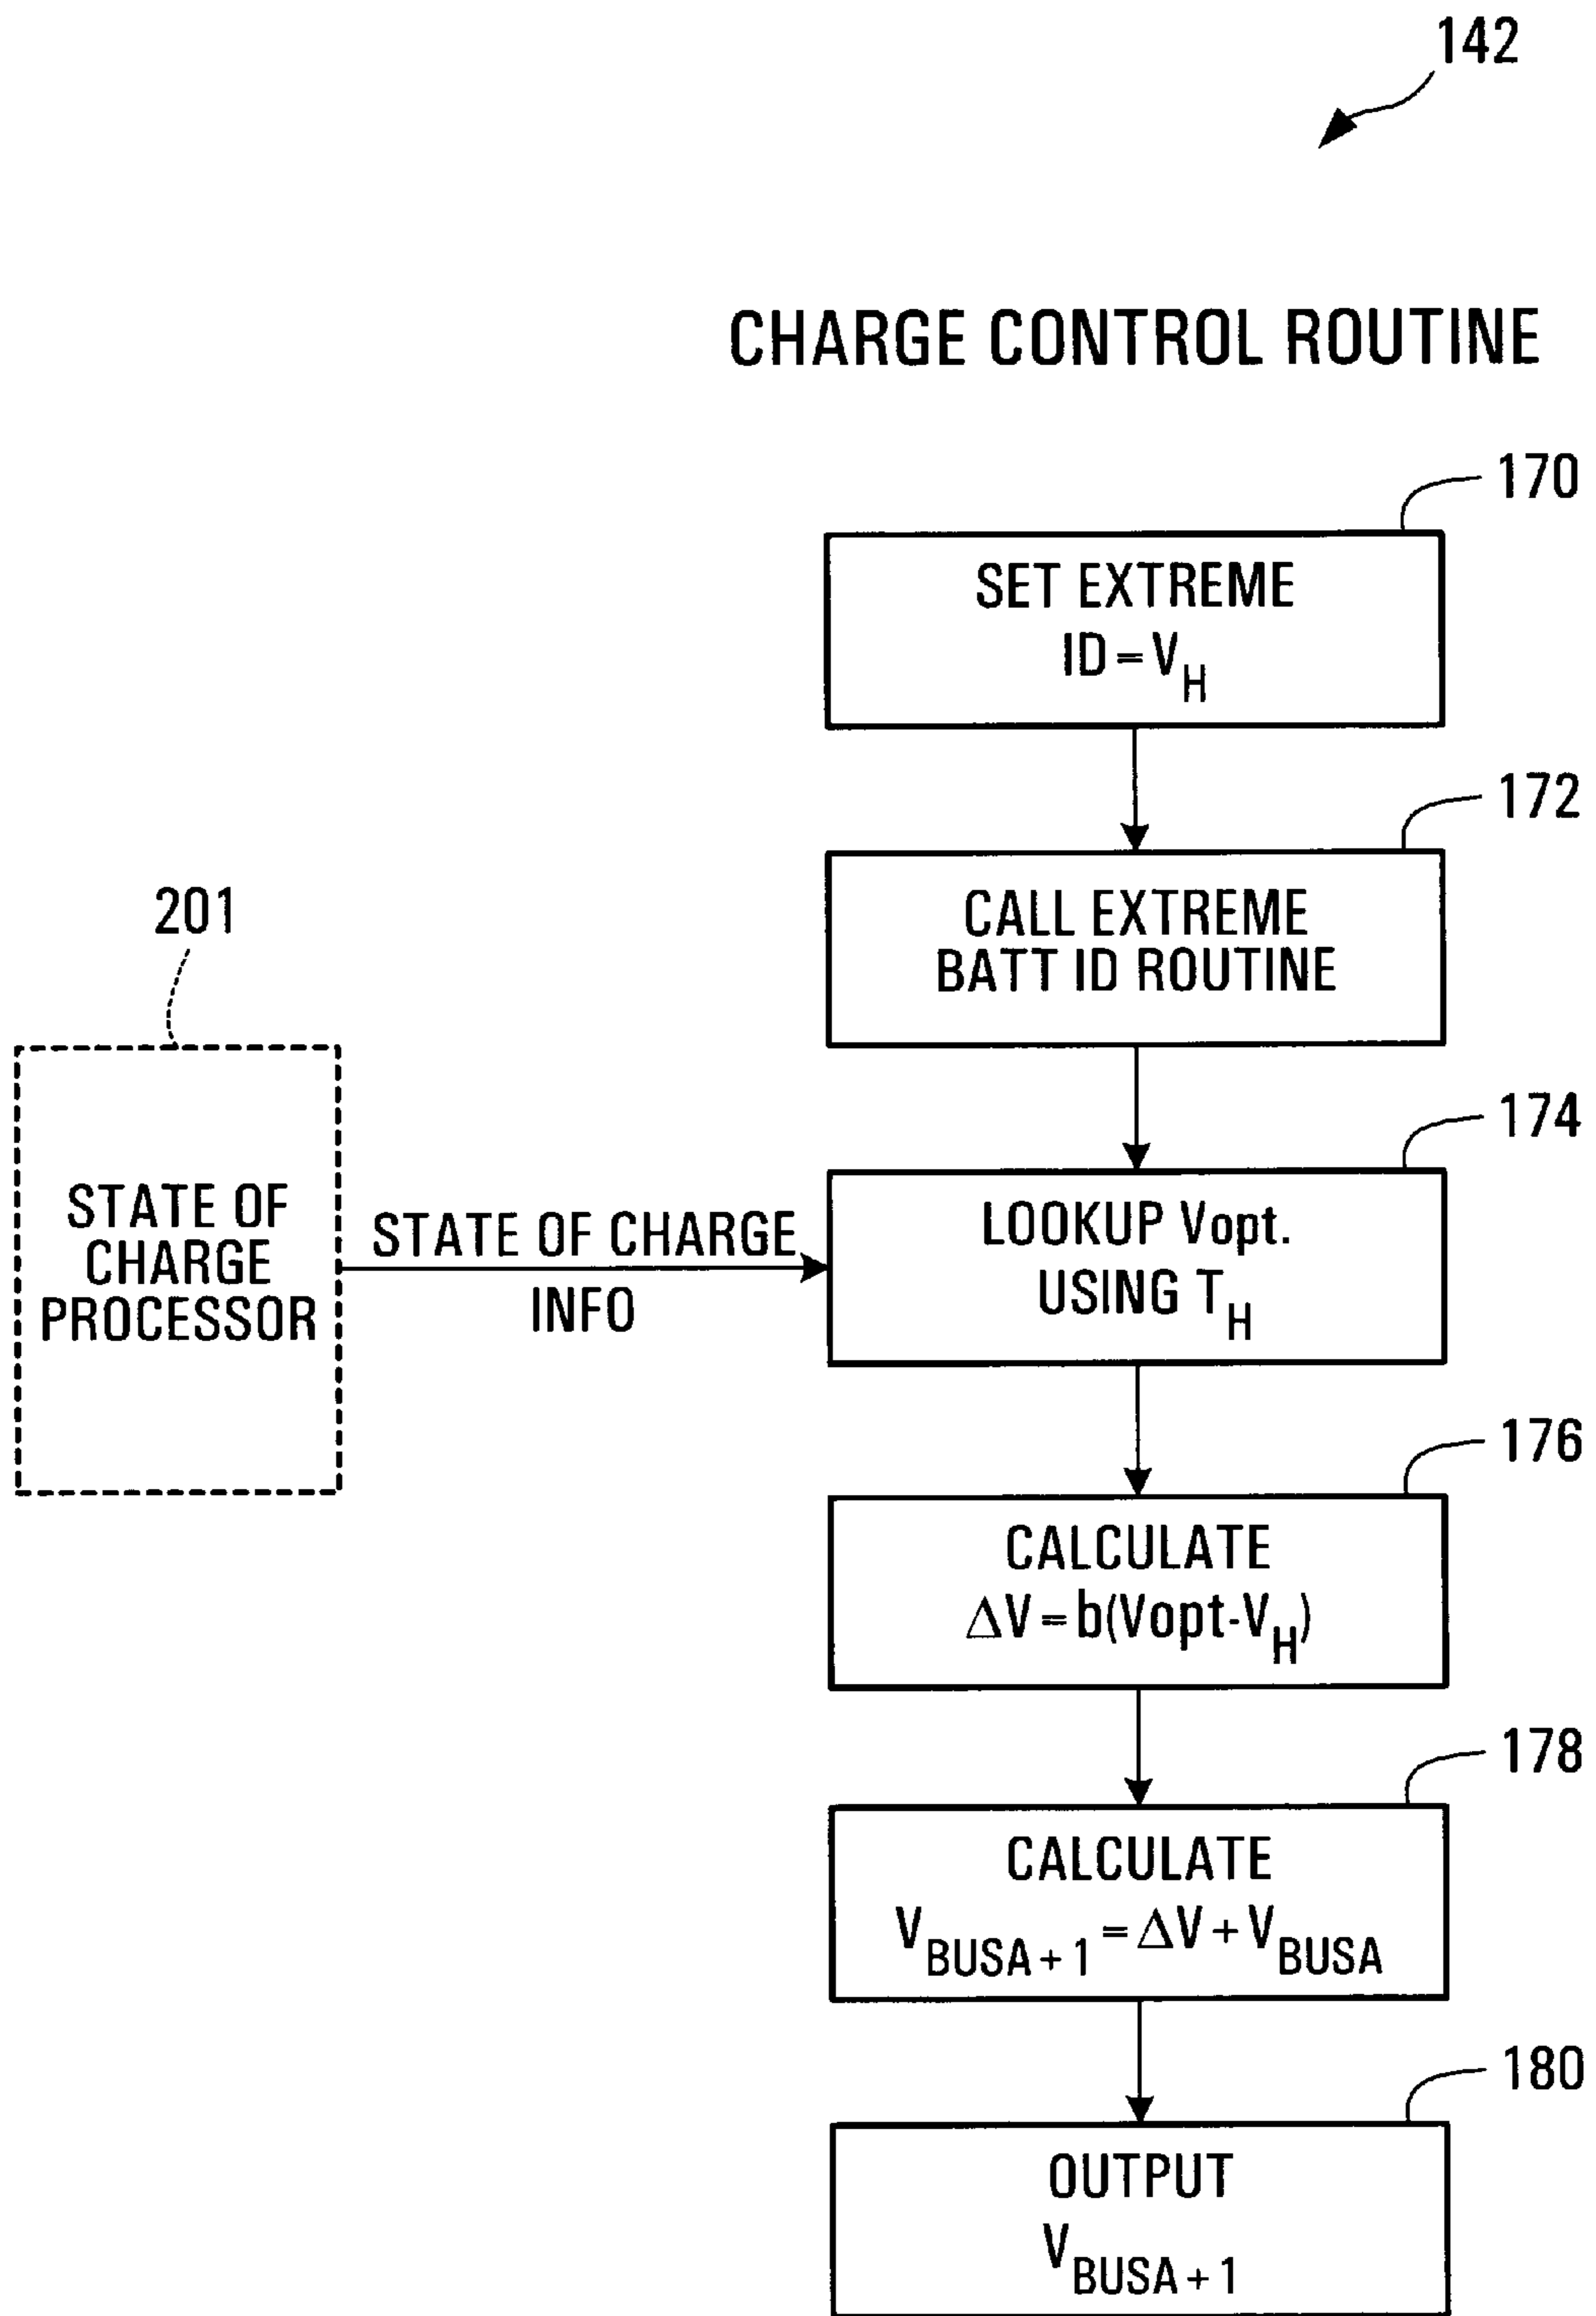 142
CHARGE CONTROL ROUTINE
170
SET EXTREME
ID = V_H
172
CALL EXTREME
BATT ID ROUTINE
201
STATE OF
CHARGE
PROCESSOR
STATE OF CHARGE
INFO
174
LOOKUP Vopt.
USING T_H
176
CALCULATE
ΔV = b(Vopt-V_H)
178
CALCULATE
V_BUSA+1 = ΔV + V_BUSA
180
OUTPUT
V_BUSA+1